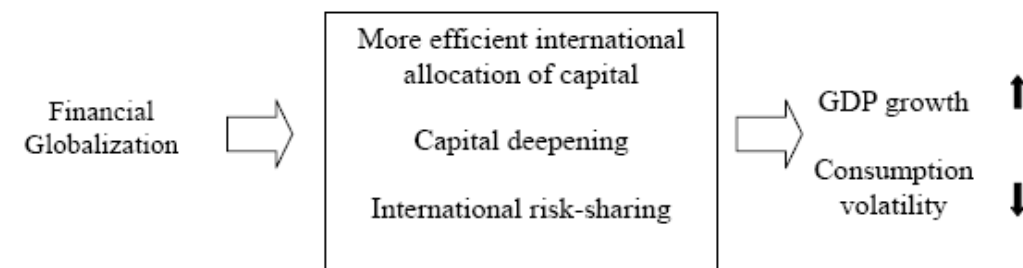 Financial
Globalization
More efficient international
allocation of capital
Capital deepening
International risk-sharing
GDP growth
Consumption
volatility